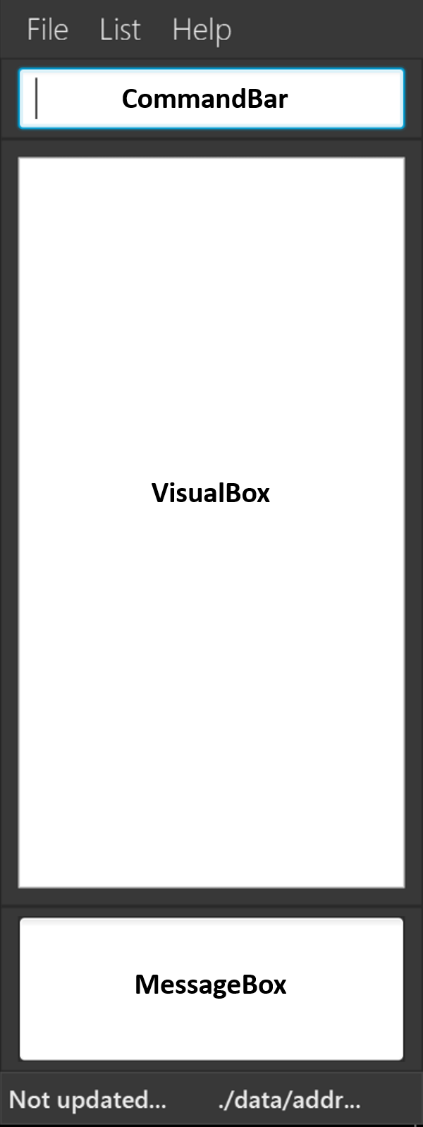 File List Help
CommandBar
VisualBox
MessageBox
Not updated... ./data/addr...